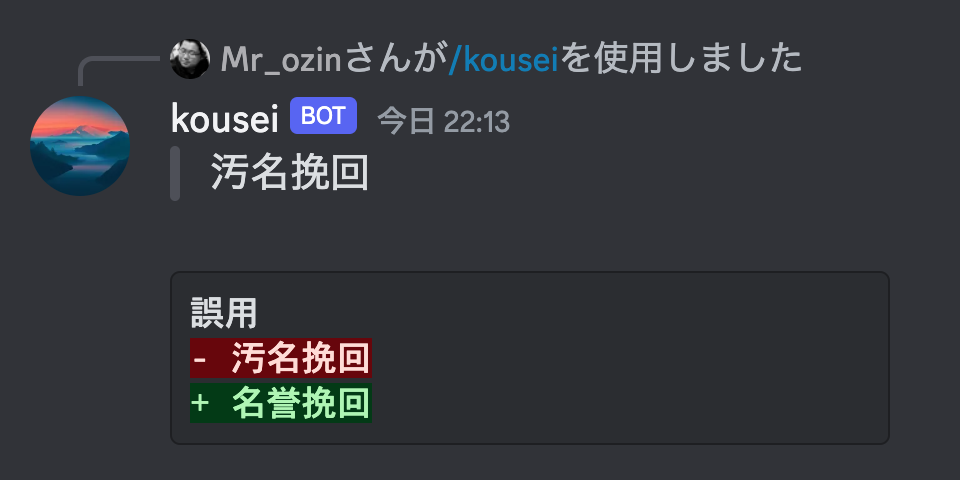 Mr_ozinさんが/kouseiを使用しました
kousei BOT 今日 22:13
汚名挽回
誤用
- 汚名挽回
+ 名誉挽回